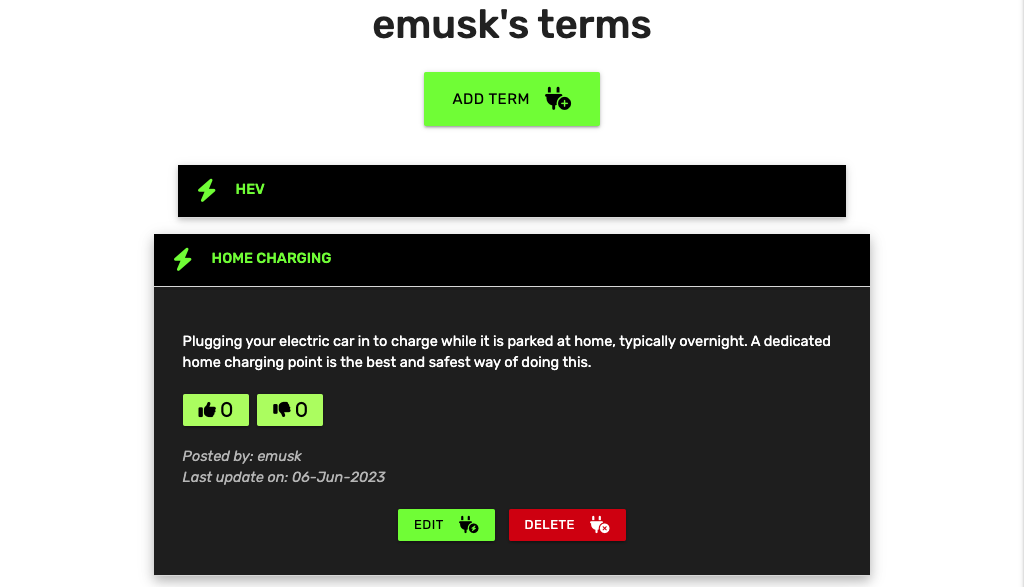 emusk's terms
ADD TERM
HEV
HOME CHARGING
Plugging your electric car in to charge while it is parked at home, typically overnight. A dedicated
home charging point is the best and safest way of doing this.
0 0
Posted by: emusk
Last update on: 06-Jun-2023
EDIT DELETE